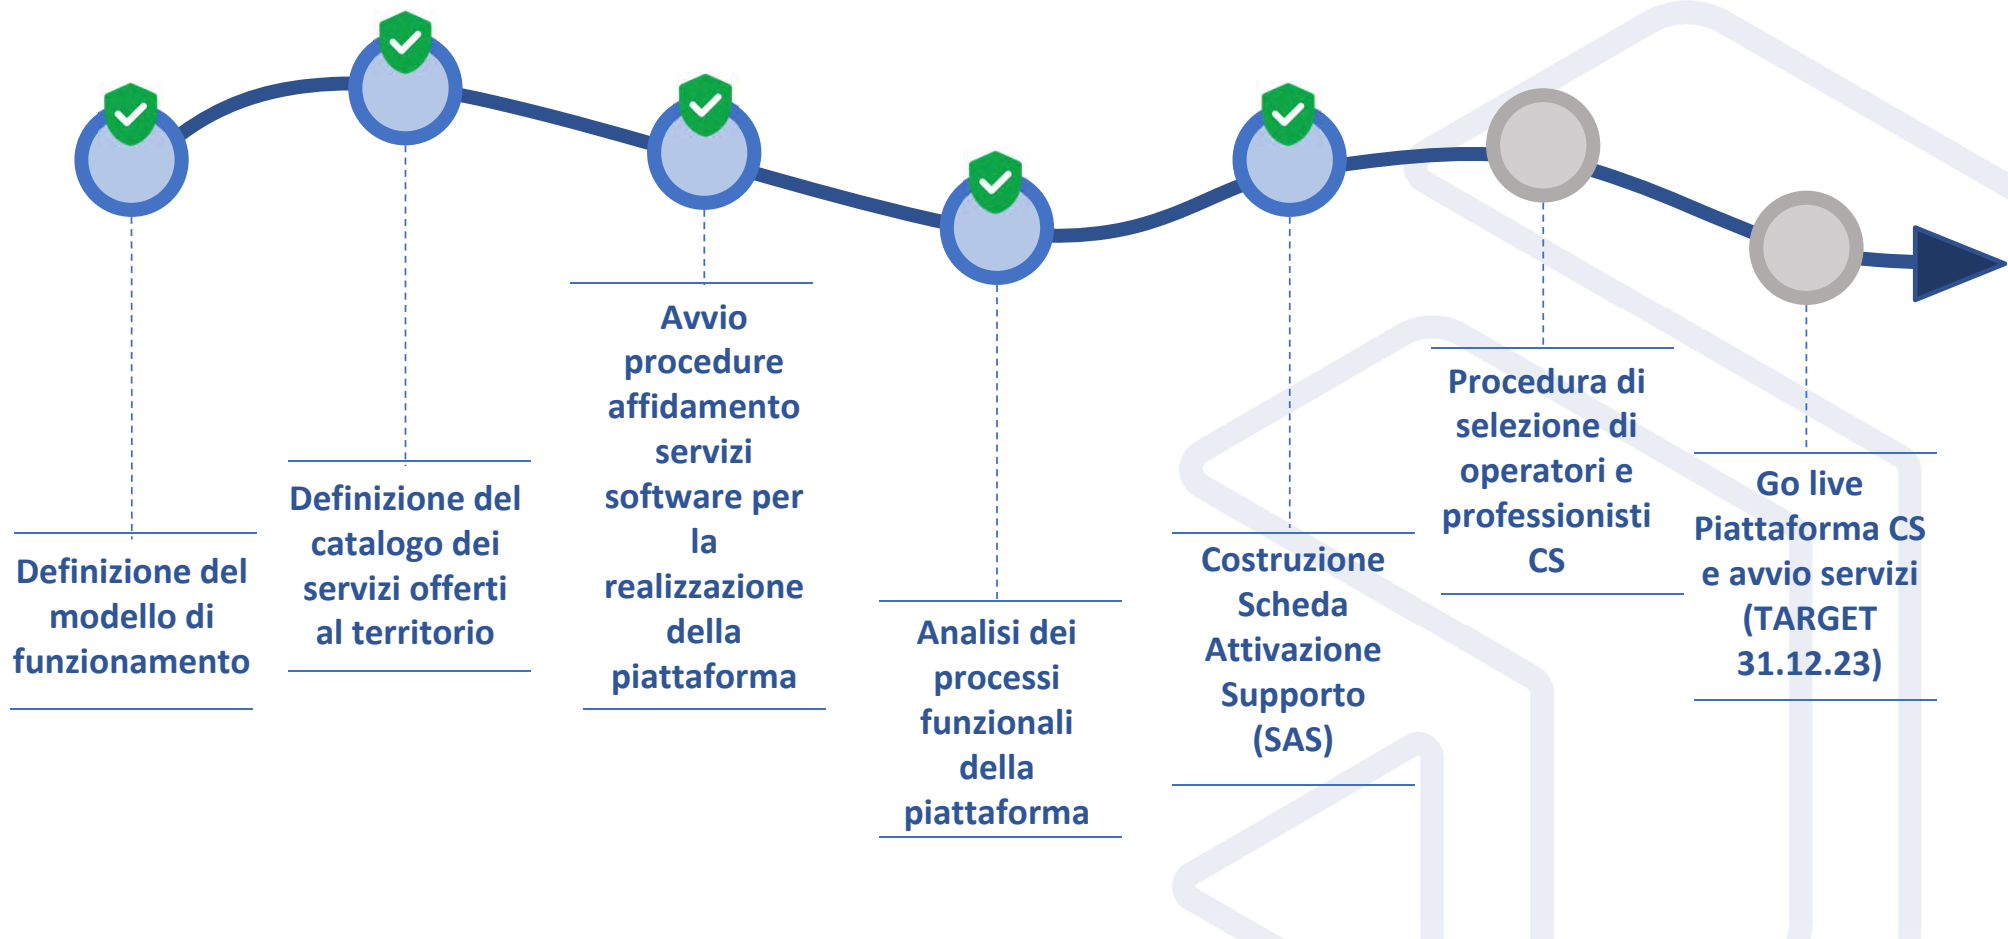 Definizione del
modello di
funzionamento
Definizione del
catalogo dei
servizi offerti
al territorio
Avvio
procedure
affidamento
servizi
software per
la
realizzazione
della
piattaforma
Analisi dei
processi
funzionali
della
piattaforma
Costruzione
Scheda
Attivazione
Supporto
(SAS)
Procedura di
selezione di
operatori e
professionisti
CS
Go live
Piattaforma CS
e avvio servizi
(TARGET
31.12.23)